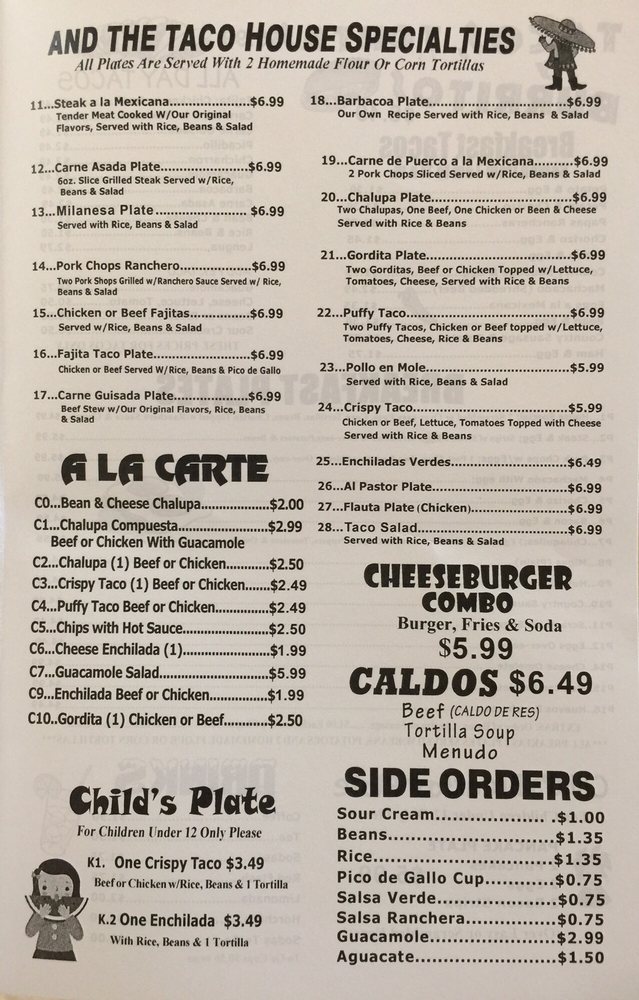 AND THE TACO HOUSE SPECIALTIES
All Plates Are Served With 2 Homemade Flour Or Corn Tortillas
11...Steak a la Mexicana...................$6.99
Tender Meat Cooked W/Our Original
Flavors, Served with Rice, Beans & Salad
12...Carne Asada Plate.....................$6.99
6oz. Slice Grilled Steak Served w/Rice,
Beans & Salad
13...Milanesa Plate...................... $6.99
Served with Rice, Beans & Salad
14...Pork Chops Ranchero.................$6.99
Two Pork Shops Grilled w/Ranchero Sauce Served w/ Rice,
Beans & Salad
15...Chicken or Beef Fajitas..............$6.99
Served w/Rice, Beans & Salad
16...Fajita Taco Plate.......................$6.99
Chicken or Beef Served W/Rice, Beans & Pico de Gallo
17...Carne Guisada Plate...................$6.99
Beef Stew w/Our Original Flavors, Rice, Beans
& Salad
18...Barbacoa Plate..........................$6.99
Our Own Recipe Served with Rice, Beans & Salad
19...Carne de Puerco a la Mexicana..........$6.99
2 Pork Chops Sliced Served w/Rice, Beans & Salad
20...Chalupa Plate............................$6.99
Two Chalupas, One Beef, One Chicken or Been & Cheese
Served with Rice & Beans
21...Gordita Plate.............................$6.99
Two Gorditas, Beef or Chicken Topped w/Lettuce,
Tomatoes, Cheese, Served with Rice & Beans
22...Puffy Taco................................$6.99
Two Puffy Tacos, Chicken or Beef topped w/Lettuce,
Tomatoes, Cheese, Rice & Beans
23...Pollo en Mole.............................$5.99
Served with Rice, Beans & Salad
24...Crispy Taco...............................$5.99
Chicken or Beef, Lettuce, Tomatoes Topped with Cheese
Served with Rice & Beans
25...Enchiladas Verdes.......................$6.49
26...Al Pastor Plate...........................$6.99
27...Flauta Plate (Chicken)....................$6.99
28...Taco Salad...............................$6.99
Served with Rice, Beans & Salad
A LA CARTE
C0...Bean & Cheese Chalupa................$2.00
C1...Chalupa Compuesta.....................$2.99
Beef or Chicken With Guacamole
C2...Chalupa (1) Beef or Chicken..........$2.50
C3...Crispy Taco (1) Beef or Chicken......$2.49
C4...Puffy Taco Beef or Chicken............$2.49
C5...Chips with Hot Sauce...................$2.50
C6...Cheese Enchilada (1)...................$1.99
C7...Guacamole Salad........................$5.99
C9...Enchilada Beef or Chicken.............$1.99
C10..Gordita (1) Chicken or Beef...........$2.50
CHEESEBURGER
COMBO
Burger, Fries & Soda
$5.99
CALDOS $6.49
Beef (CALDO DE RES)
Tortilla Soup
Menudo
Child's Plate
For Children Under 12 Only Please
K1. One Crispy Taco $3.49
Beef or Chicken w/Rice, Beans & 1 Tortilla
K.2 One Enchilada $3.49
With Rice, Beans & 1 Tortilla
SIDE ORDERS
Sour Cream................ .$1.00
Beans........................$1.35
Rice..........................$1.35
Pico de Gallo Cup...........$0.75
Salsa Verde..................$0.75
Salsa Ranchera..............$0.75
Guacamole...................$2.99
Aguacate.....................$1.50